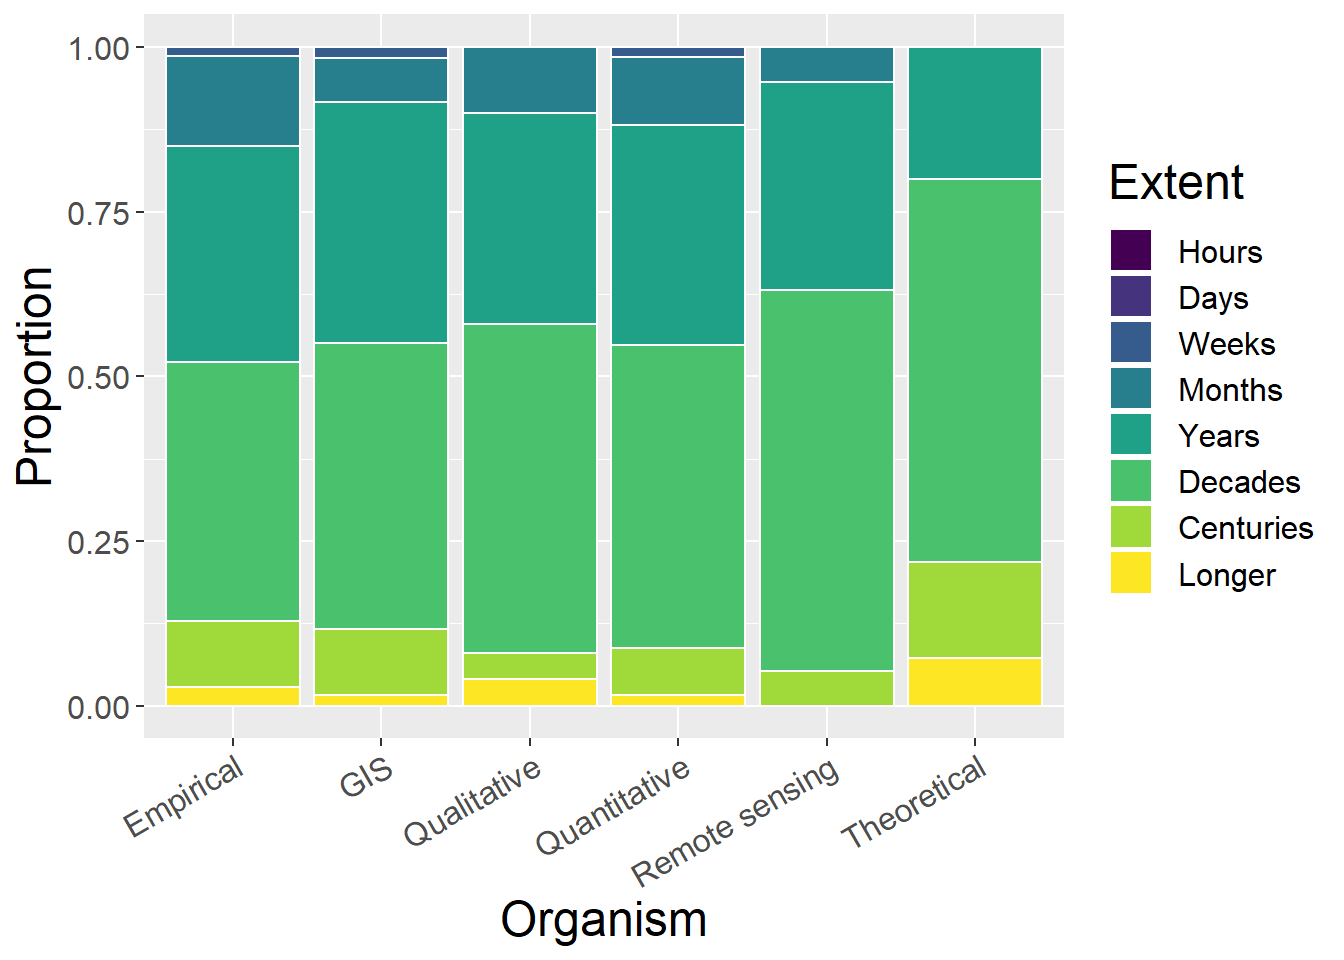 1.00
0.75
0.50
0.25
0.00
Proportion
Empirical
GIS
Qualitative
Quantitative
Remote sensing
Theoretical
Organism
Extent
Hours
Days
Weeks
Months
Years
Decades
Centuries
Longer